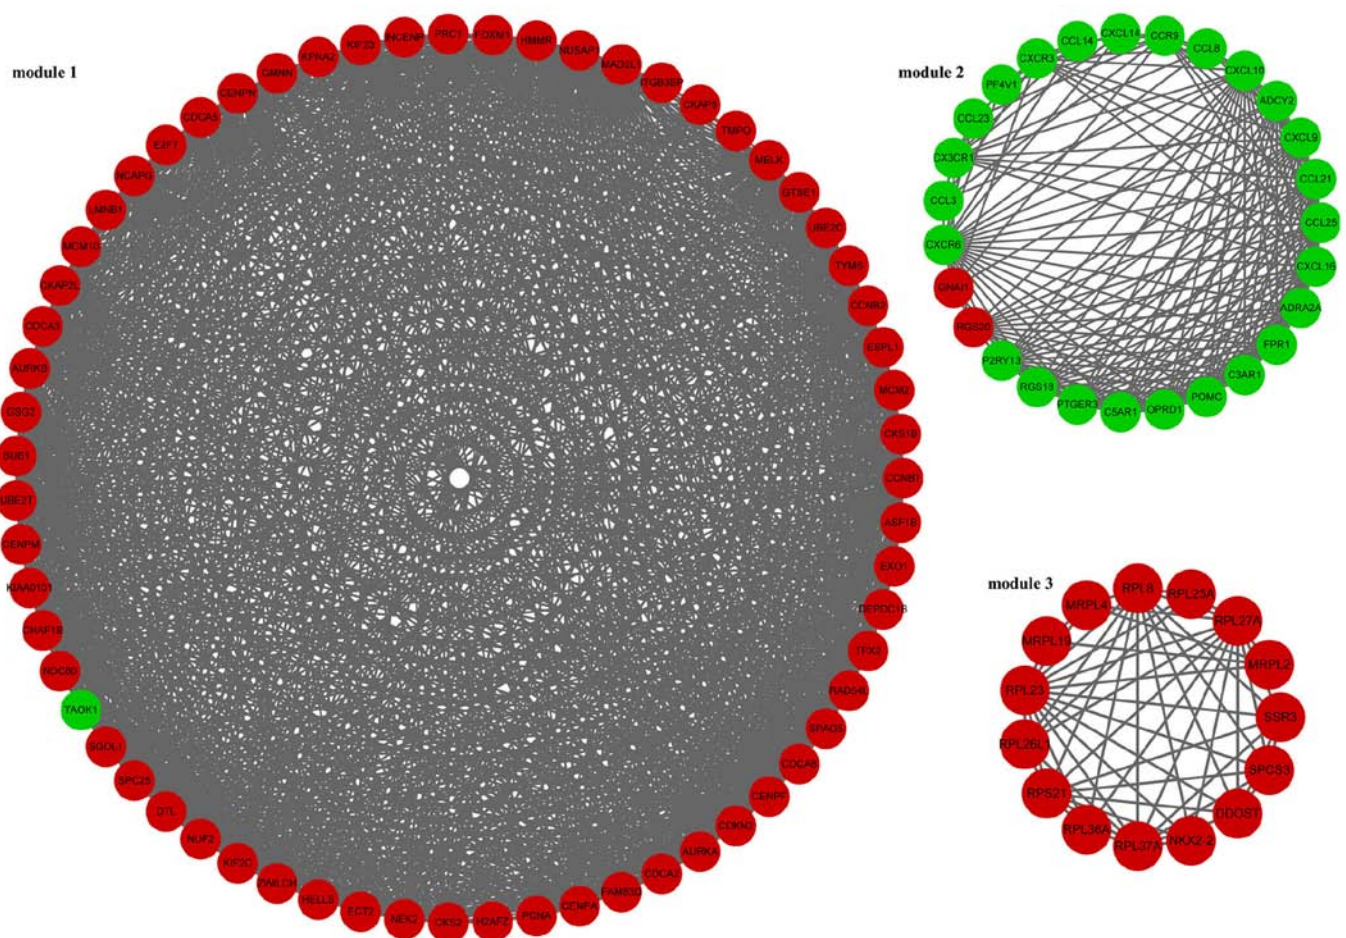 module 1
PRC1
FOXM1
HMMR
NUSAP1
MAD2L1
ITGB3BP
CKAP5
TMPO
MELK
GTSE1
UBE2C
TYMS
CCNB2
ESPL1
MCM2
CKS1B
CCNB1
ASF1B
EXO1
DEPDC1B
TPX2
RAD54L
SPAG5
CENPF
CDKN3
AURKA
CDCA2
FAM83D
CENPA
PCNA
H2AFZ
CKS2
NEK2
ECT2
HELLS
ZWILCH
KIF2C
NUF2
DTL
SPC25
SGOL1
TAOK1
NDC80
CHAF1B
KIAA0101
CENPM
UBE2T
BUB1
GSG2
AURKB
CDCA3
CKAP2L
MCM10
LMNB1
NCAPG
E2F7
CDCA5
CENPN
GMNN
KPNA2
KIF23
INCENP
module 2
CXCL14
CCR9
CCL8
CXCL10
ADCY2
CXCL9
CCL21
CCL25
CXCL16
ADRA2A
FPR1
C3AR1
POMC
OPRD1
C5AR1
PTGER3
RGS18
P2RY13
RGS20
GNAI1
CXCR6
CCL3
CX3CR1
CCL23
PF4V1
CXCR3
CCL14
module 3
RPL8
RPL27A
MRPL2
SSR3
SPCS3
DDOST
NKX2-2
RPL37A
RPL36A
RPS21
RPL26L1
RPL23
MRPL19
MRPL4